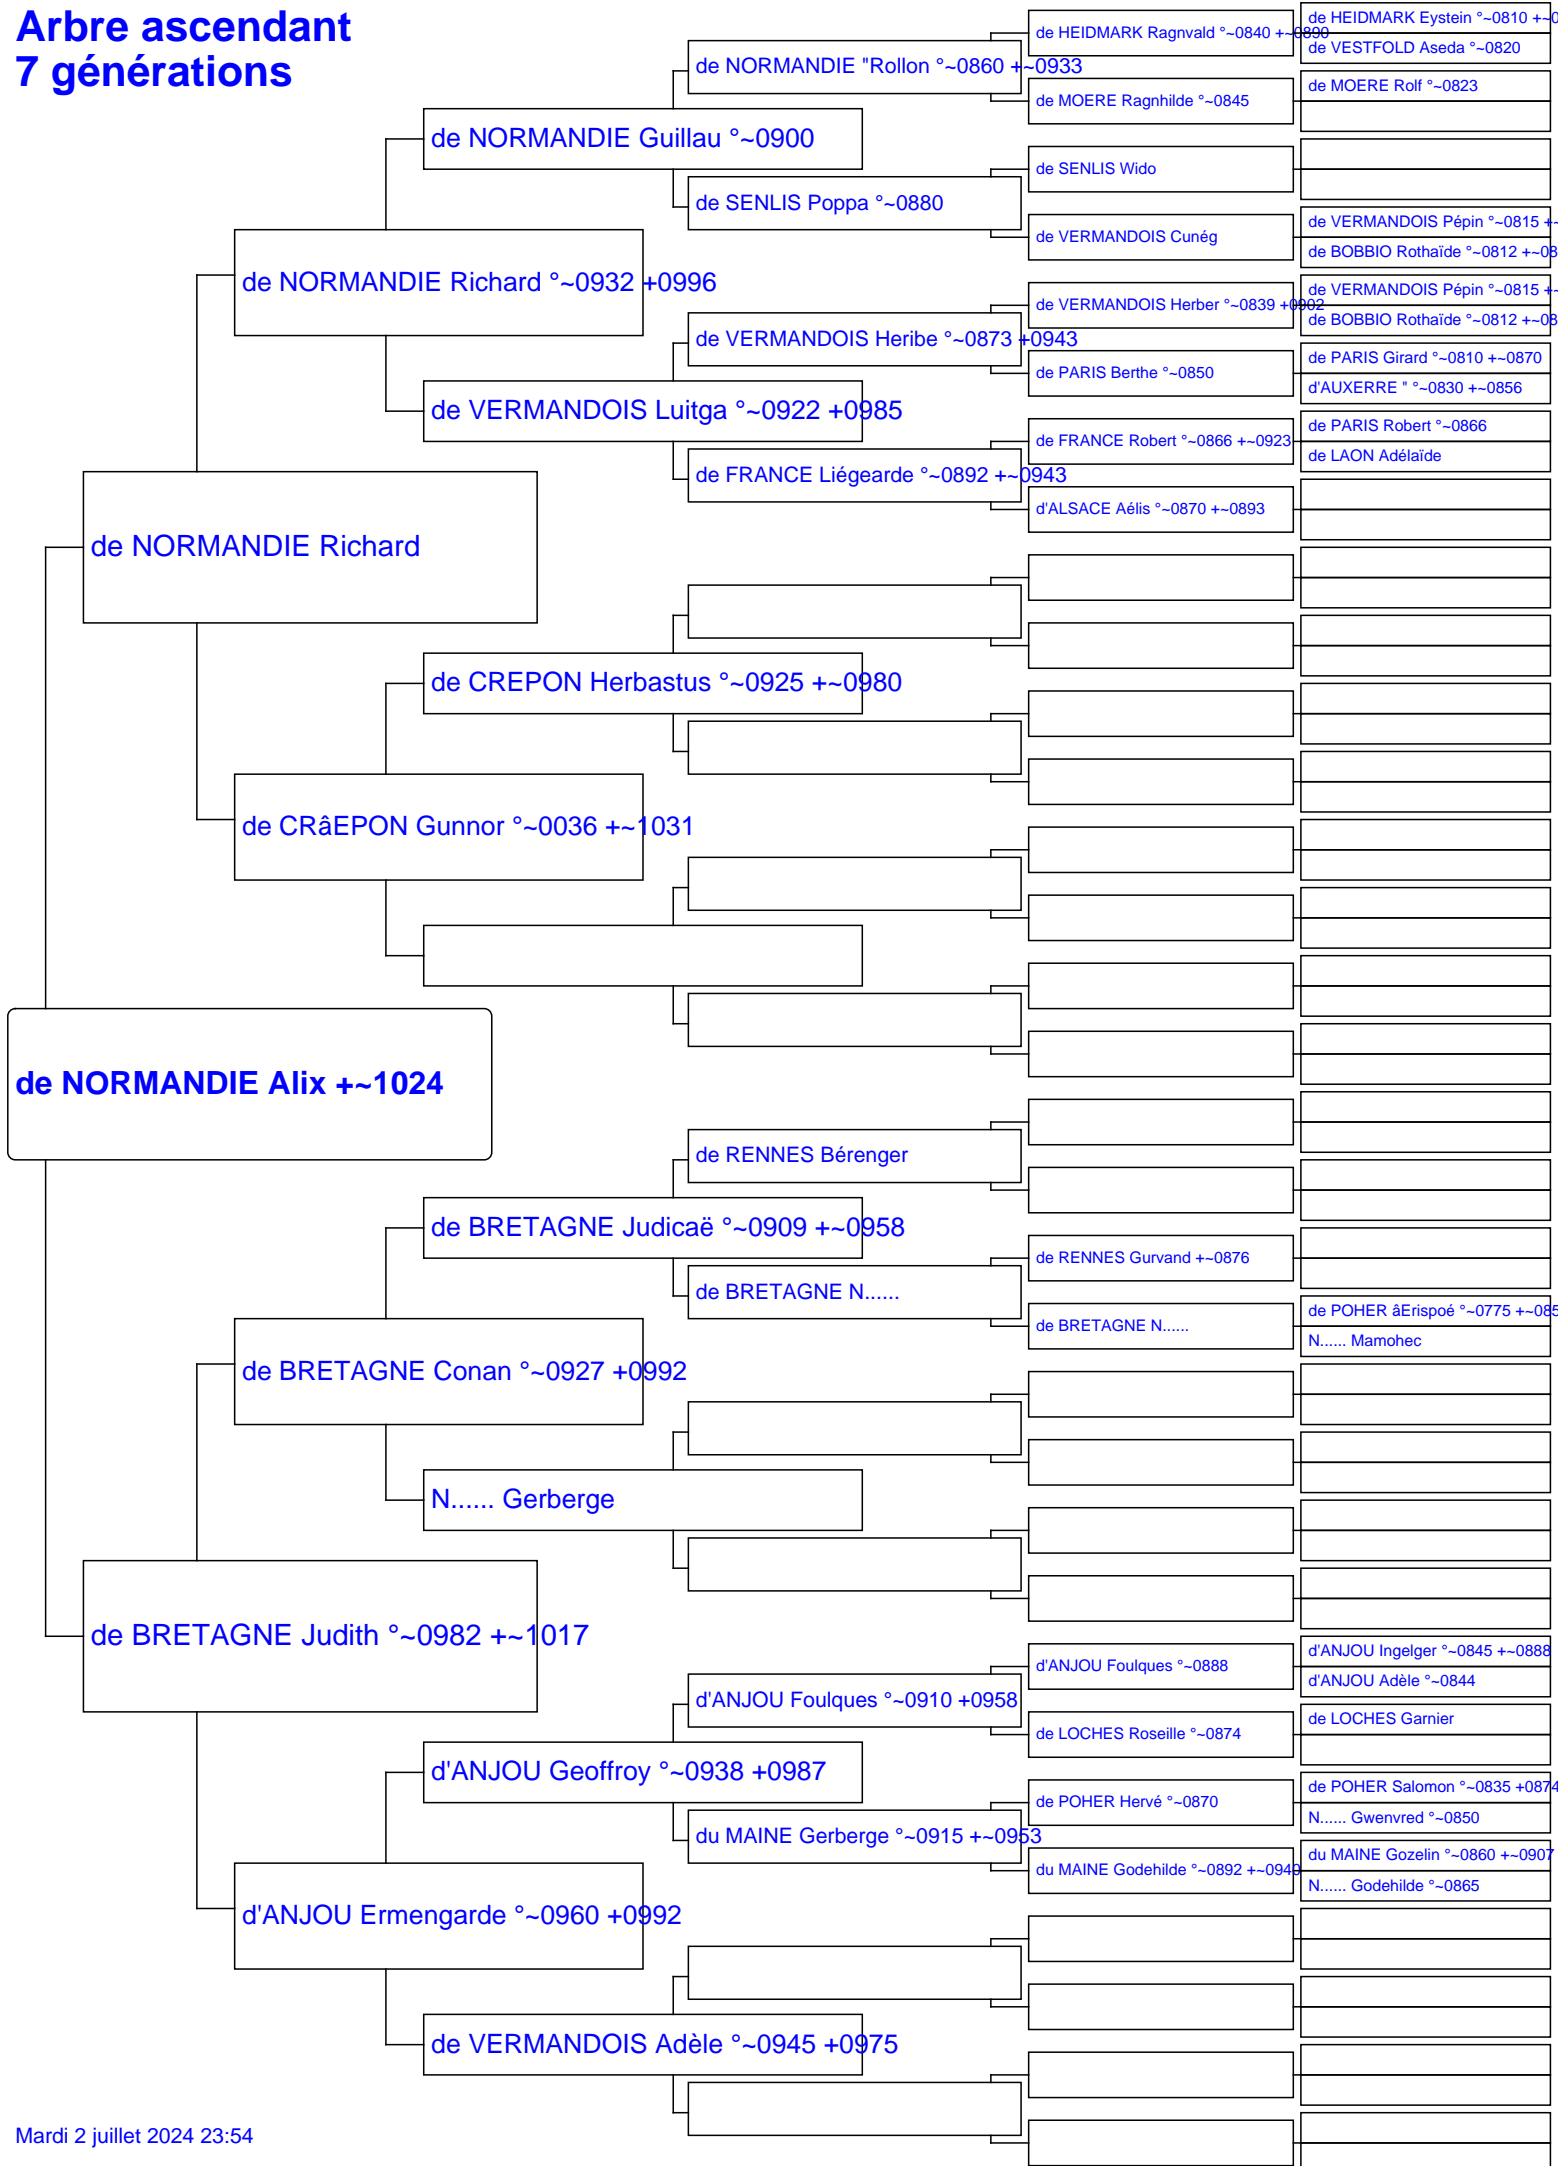 Arbre ascendant
7 générations
de HEIDMARK Eystein °~0810 +~0
de HEIDMARK Ragnvald °~0840 +~0890
de VESTFOLD Aseda °~0820
de NORMANDIE "Rollon °~0860 +~0933
de MOERE Rolf °~0823
de MOERE Ragnhilde °~0845
de NORMANDIE Guillau °~0900
de SENLIS Wido
de SENLIS Poppa °~0880
de VERMANDOIS Pépin °~0815 +~
de VERMANDOIS Cunég
de BOBBIO Rothaïde °~0812 +~08
de NORMANDIE Richard °~0932 +0996
de VERMANDOIS Pépin °~0815 +~
de VERMANDOIS Herber °~0839 +0902
de BOBBIO Rothaïde °~0812 +~08
de VERMANDOIS Heribe °~0873 +0943
de PARIS Girard °~0810 +~0870
de PARIS Berthe °~0850
d'AUXERRE " °~0830 +~0856
de VERMANDOIS Luitga °~0922 +0985
de PARIS Robert °~0866
de FRANCE Robert °~0866 +~0923
de LAON Adélaïde
de FRANCE Liégearde °~0892 +~0943
d'ALSACE Aélis °~0870 +~0893
de NORMANDIE Richard
de CREPON Herbastus °~0925 +~0980
de CRâEPON Gunnor °~0036 +~1031
de NORMANDIE Alix +~1024
de RENNES Bérenger
de BRETAGNE Judicaë °~0909 +~0958
de RENNES Gurvand +~0876
de BRETAGNE N......
de POHER âErispoé °~0775 +~085
de BRETAGNE N......
N...... Mamohec
de BRETAGNE Conan °~0927 +0992
N...... Gerberge
de BRETAGNE Judith °~0982 +~1017
d'ANJOU Ingelger °~0845 +~0888
d'ANJOU Foulques °~0888
d'ANJOU Adèle °~0844
d'ANJOU Foulques °~0910 +0958
de LOCHES Garnier
de LOCHES Roseille °~0874
d'ANJOU Geoffroy °~0938 +0987
de POHER Salomon °~0835 +0874
de POHER Hervé °~0870
N...... Gwenvred °~0850
du MAINE Gerberge °~0915 +~0953
du MAINE Gozelin °~0860 +~0907
du MAINE Godehilde °~0892 +~0940
N...... Godehilde °~0865
d'ANJOU Ermengarde °~0960 +0992
de VERMANDOIS Adèle °~0945 +0975
Mardi 2 juillet 2024 23:54